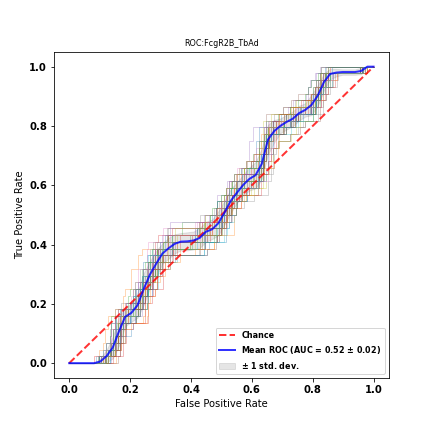 ROC:FcgR2B_TbAd
True Positive Rate
1.0
0.8
0.6
0.4
0.2
0.0
Chance
Mean ROC (AUC = 0.52 ± 0.02)
± 1 std. dev.
0.0 0.2 0.4 0.6 0.8 1.0
False Positive Rate